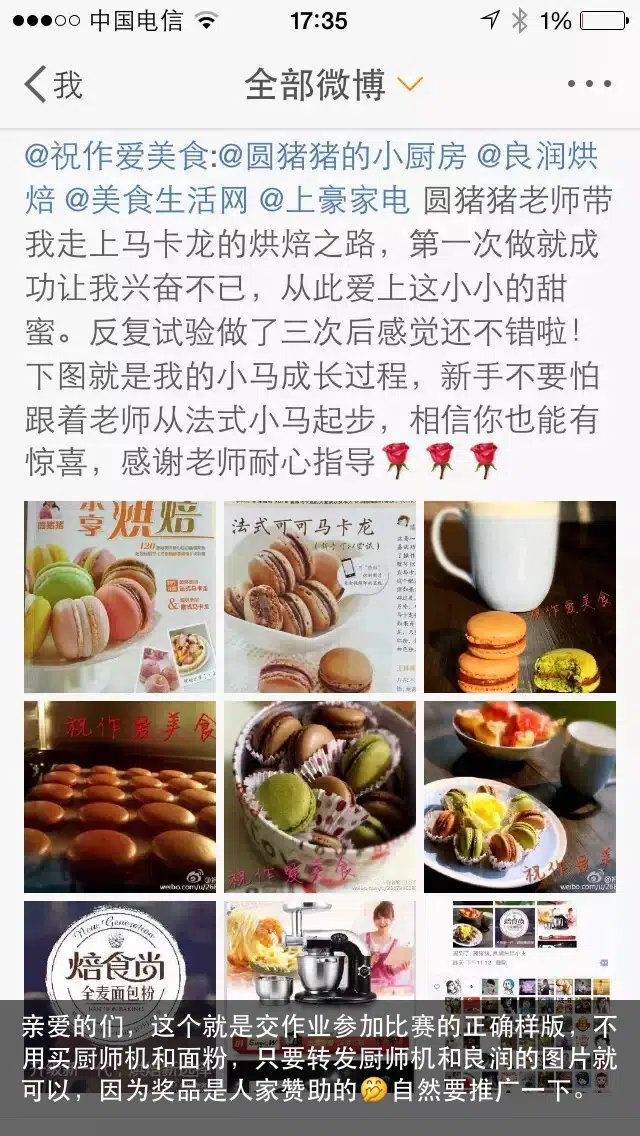 中国电信
17:35
1%
我
全部微博
@祝作爱美食:@圆猪猪的小厨房 @良润烘
焙 @美食生活网 @上豪家电 圆猪猪老师带
我走上马卡龙的烘焙之路，第一次做就成
功让我兴奋不已，从此爱上这小小的甜
蜜。反复试验做了三次后感觉还不错啦！
下图就是我的小马成长过程，新手不要怕
跟着老师从法式小马起步，相信你也能有
惊喜，感谢老师耐心指导🌹🌹🌹
圆猪猪
享 烘焙
120
法式可可马卡龙
祝作爱美食
祝作爱美食
祝作爱美食
祝作爱美食
New Generation
焙食尚
全麦面包粉
亲爱的们，这个就是交作业参加比赛的正确样版，不
用买厨师机和面粉，只要转发厨师机和良润的图片就
可以，因为奖品是人家赞助的🤭自然要推广一下。